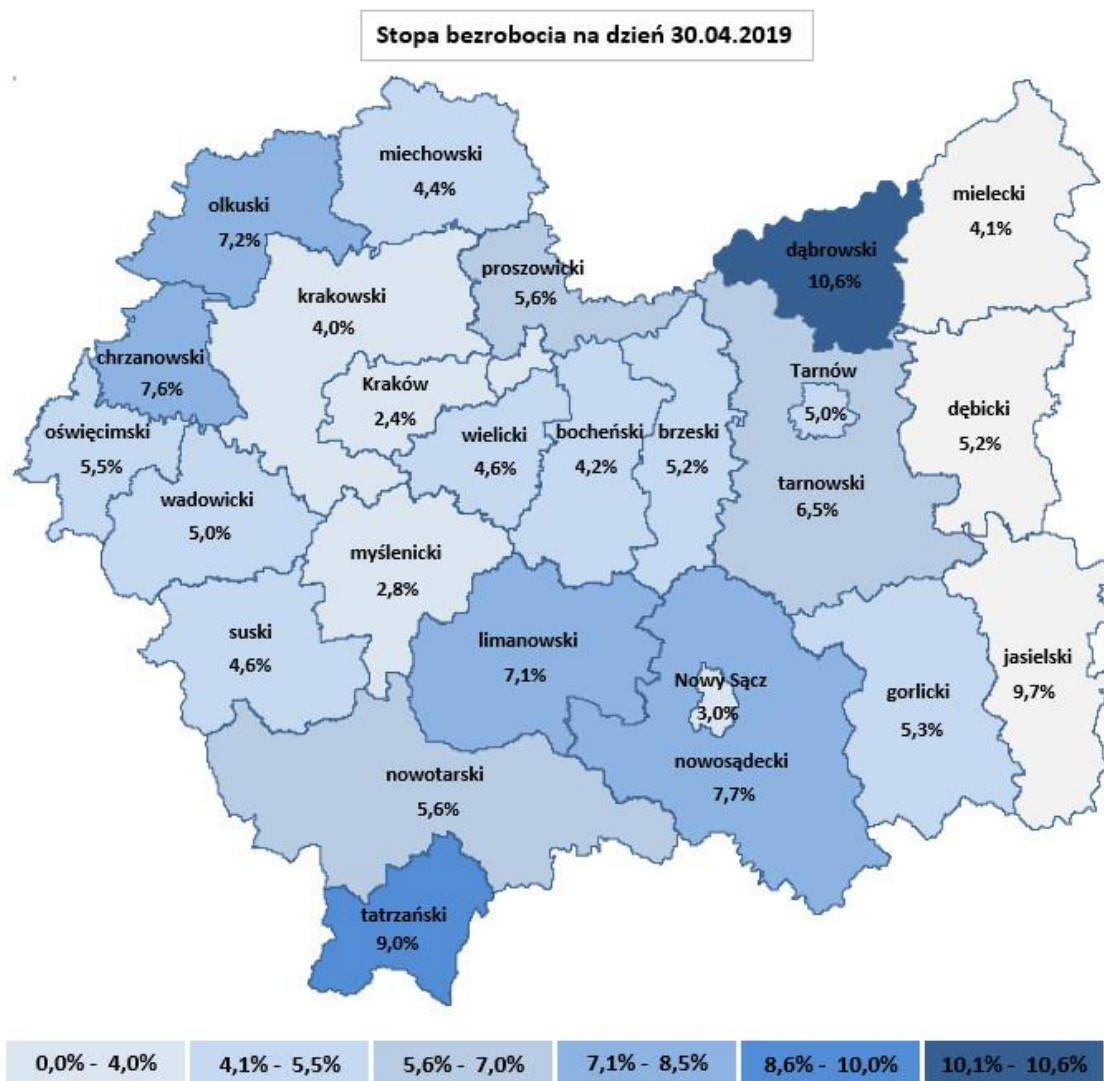 Stopa bezrobocia na dzień 30.04.2019
miechowski
4,4%
olkuski
7,2%
mielecki
4,1%
dąbrowski
10,6%
proszowicki
5,6%
krakowski
4,0%
chrzanowski
7,6%
Kraków
2,4%
Tarnów
5,0%
dębicki
5,2%
oświęcimski
5,5%
wielicki
4,6%
bocheński
4,2%
brzeski
5,2%
tarnowski
6,5%
wadowicki
5,0%
myślenicki
2,8%
suski
4,6%
limanowski
7,1%
Nowy Sącz
3,0%
gorlicki
5,3%
jasielski
9,7%
nowosądecki
7,7%
nowotarski
5,6%
tatrzański
9,0%
0,0% - 4,0%
4,1% - 5,5%
5,6% - 7,0%
7,1% - 8,5%
8,6% - 10,0%
10,1% - 10,6%